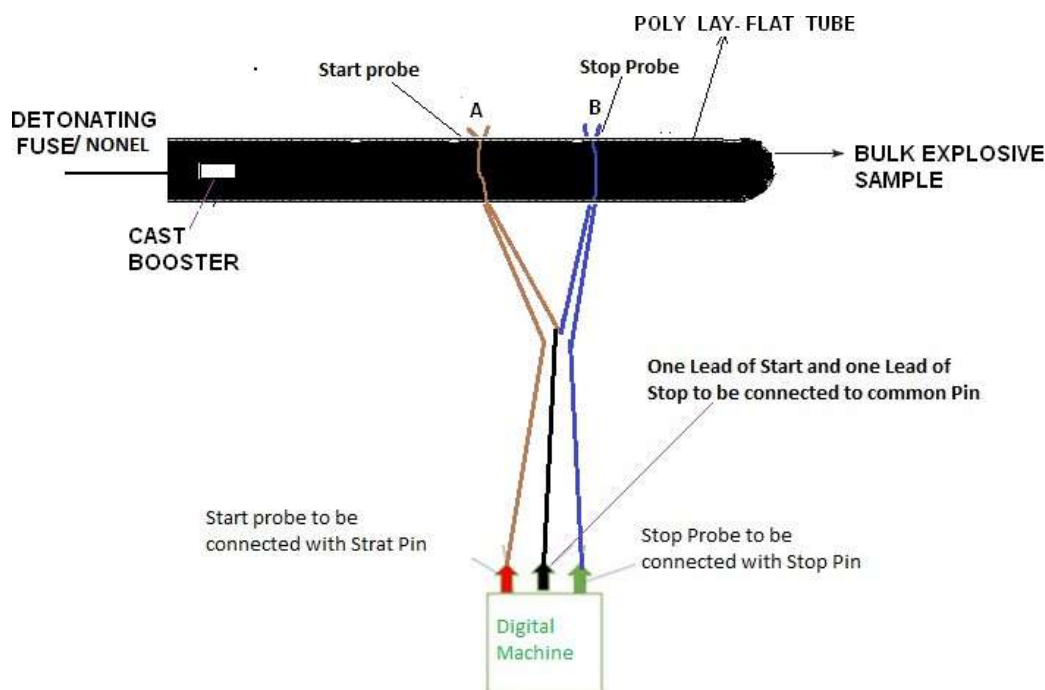 POLY LAY-FLAT TUBE
Start probe
Stop Probe
A
B
DETONATING
FUSE/ NONEL
BULK EXPLOSIVE
SAMPLE
CAST
BOOSTER
One Lead of Start and one Lead of
Stop to be connected to common Pin
Start probe to be
connected with Strat Pin
Stop Probe to be
connected with Stop Pin
Digital
Machine